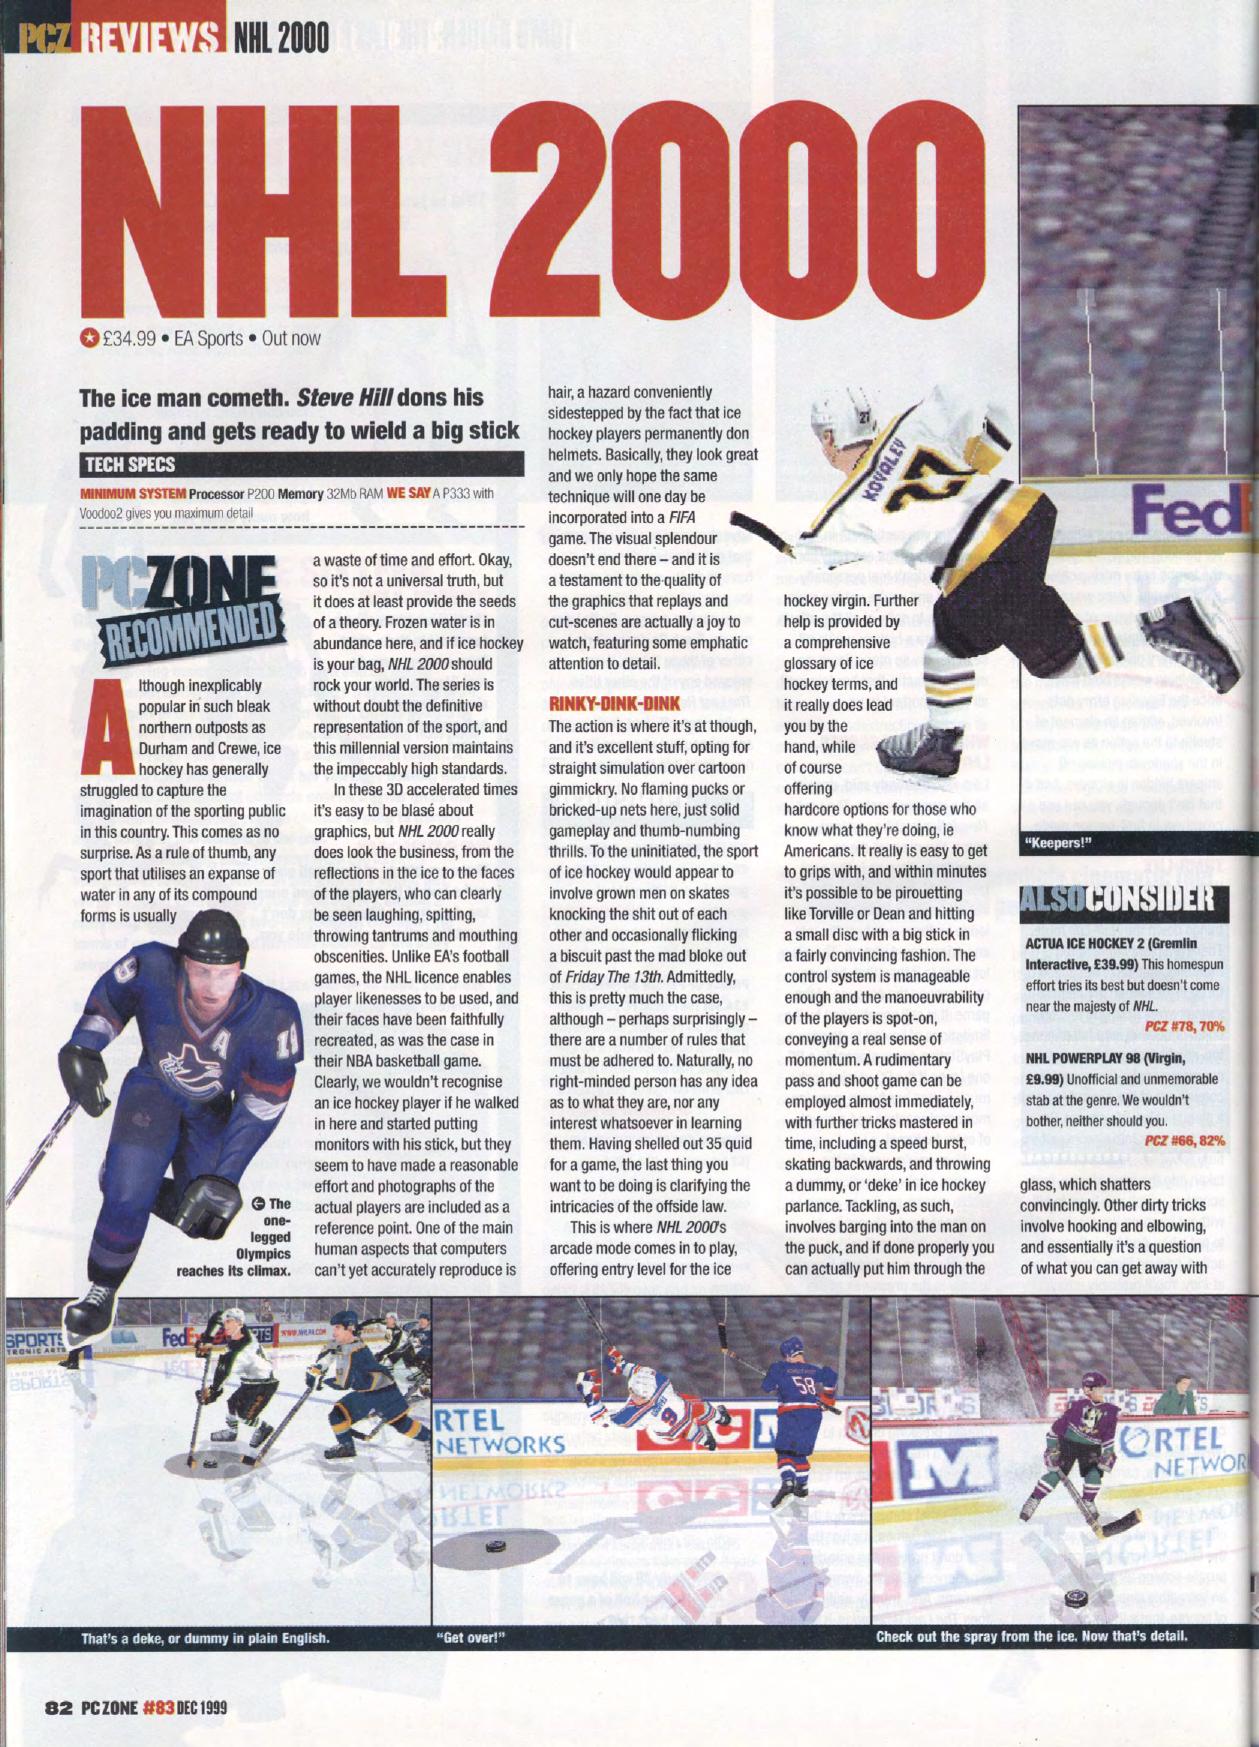 PCZ REVIEWS NHL 2000
NHL 2000
£34.99 • EA Sports • Out now
The ice man cometh. Steve Hill dons his
padding and gets ready to wield a big stick
TECH SPECS
MINIMUM SYSTEM Processor P200 Memory 32Mb RAM WE SAY A P333 with
Voodoo2 gives you maximum detail
PCZONE
RECOMMENDED
Although inexplicably
popular in such bleak
northern outposts as
Durham and Crewe, ice
hockey has generally
struggled to capture the
imagination of the sporting public
in this country. This comes as no
surprise. As a rule of thumb, any
sport that utilises an expanse of
water in any of its compound
forms is usually
a waste of time and effort. Okay,
so it's not a universal truth, but
it does at least provide the seeds
of a theory. Frozen water is in
abundance here, and if ice hockey
is your bag, NHL 2000 should
rock your world. The series is
without doubt the definitive
representation of the sport, and
this millennial version maintains
the impeccably high standards.
In these 3D accelerated times
it's easy to be blasé about
graphics, but NHL 2000 really
does look the business, from the
reflections in the ice to the faces
of the players, who can clearly
be seen laughing, spitting,
throwing tantrums and mouthing
obscenities. Unlike EA's football
games, the NHL licence enables
player likenesses to be used, and
their faces have been faithfully
recreated, as was the case in
their NBA basketball game.
Clearly, we wouldn't recognise
an ice hockey player if he walked
in here and started putting
monitors with his stick, but they
seem to have made a reasonable
effort and photographs of the
actual players are included as a
reference point. One of the main
human aspects that computers
can't yet accurately reproduce is
hair, a hazard conveniently
sidestepped by the fact that ice
hockey players permanently don
helmets. Basically, they look great
and we only hope the same
technique will one day be
incorporated into a FIFA
game. The visual splendour
doesn't end there – and it is
a testament to the quality of
the graphics that replays and
cut-scenes are actually a joy to
watch, featuring some emphatic
attention to detail.
RINKY-DINK-DINK
The action is where it's at though,
and it's excellent stuff, opting for
straight simulation over cartoon
gimmickry. No flaming pucks or
bricked-up nets here, just solid
gameplay and thumb-numbing
thrills. To the uninitiated, the sport
of ice hockey would appear to
involve grown men on skates
knocking the shit out of each
other and occasionally flicking
a biscuit past the mad bloke out
of Friday The 13th. Admittedly,
this is pretty much the case,
although – perhaps surprisingly –
there are a number of rules that
must be adhered to. Naturally, no
right-minded person has any idea
as to what they are, nor any
interest whatsoever in learning
them. Having shelled out 35 quid
for a game, the last thing you
want to be doing is clarifying the
intricacies of the offside law.
This is where NHL 2000's
arcade mode comes in to play,
offering entry level for the ice
hockey virgin. Further
help is provided by
a comprehensive
glossary of ice
hockey terms, and
it really does lead
you by the
hand, while
of course
offering
hardcore options for those who
know what they're doing, ie
Americans. It really is easy to get
to grips with, and within minutes
it's possible to be pirouetting
like Torville or Dean and hitting
a small disc with a big stick in
a fairly convincing fashion. The
control system is manageable
enough and the manoeuvrability
of the players is spot-on,
conveying a real sense of
momentum. A rudimentary
pass and shoot game can be
employed almost immediately,
with further tricks mastered in
time, including a speed burst,
skating backwards, and throwing
a dummy, or 'deke' in ice hockey
parlance. Tackling, as such,
involves barging into the man on
the puck, and if done properly you
can actually put him through the
glass, which shatters
convincingly. Other dirty tricks
involve hooking and elbowing,
and essentially it's a question
of what you can get away with
KOVALEV
27
27
Fed
"Keepers!"
ALSO CONSIDER
ACTUA ICE HOCKEY 2 (Gremlin
Interactive, £39.99) This homespun
effort tries its best but doesn't come
near the majesty of NHL.
PCZ #78, 70%
NHL POWERPLAY 98 (Virgin,
£9.99) Unofficial and unmemorable
stab at the genre. We wouldn't
bother, neither should you.
PCZ #66, 82%
19
A
19
The
one-
legged
Olympics
reaches its climax.
SPORTS
TRONIC ARTS
FedEx
WWW.NHLPA.COM
RTEL
NETWORKS
CCM
9
58
M
ORTEL
NETWOR
That's a deke, or dummy in plain English.
"Get over!"
Check out the spray from the ice. Now that's detail.
82 PC ZONE #83 DEC 1999